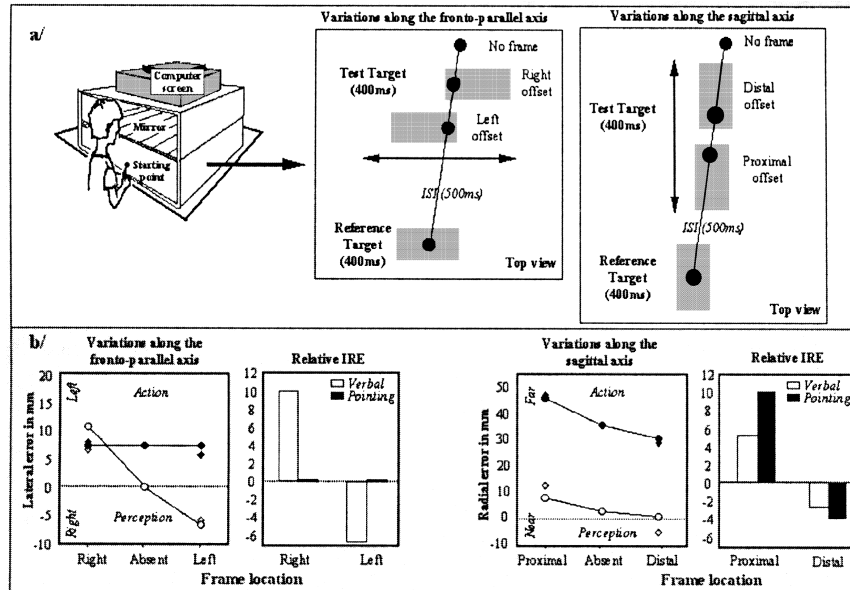 a/
Computer
screen
Mirror
Starting
point
Variations along the fronto-parallel axis
No frame
Test Target
(400ms)
Right
offset
Left
offset
ISI (500ms)
Reference
Target
(400ms)
Top view
Variations along the sagittal axis
No frame
Test Target
(400ms)
Distal
offset
Proximal
offset
ISI (500ms)
Reference
Target
(400ms)
Top view
b/
Variations along the
fronto-parallel axis
Lateral error in mm
20
15
10
5
0
-5
-10
Left
Action
Right
Perception
Right Absent Left
Relative IRE
Verbal
Pointing
12
10
8
6
4
2
0
-2
-4
-6
Right Left
Frame location
Variations along the
sagittal axis
Radial error in mm
50
40
30
20
10
0
-10
Far
Action
Near
Perception
Proximal Absent Distal
Relative IRE
Verbal
Pointing
12
10
8
6
4
2
0
-2
-4
-6
Proximal Distal
Frame location